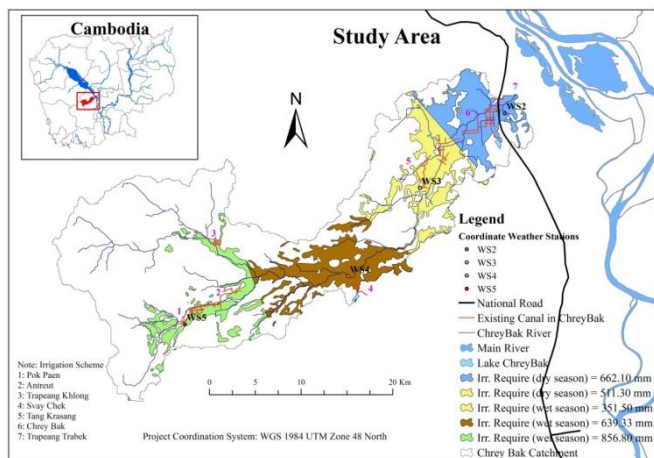 Cambodia
Study Area
N
7
WS2
6
5
WS3
3
WS4
4
2
1
WS5
Legend
Coordinate Weather Stations
WS2
WS3
WS4
WS5
National Road
Existing Canal in ChreyBak
ChreyBak River
Main River
Lake ChreyBak
Irr. Require (dry season) = 662.10 mm
Irr. Require (dry season) = 511.30 mm
Irr. Require (wet season) = 351.50 mm
Irr. Require (wet season) = 639.33 mm
Irr. Require (wet season) = 856.80 mm
Chrey Bak Catchment
Note: Irrigation Scheme
1: Pok Paen
2: Antreut
3: Trapeang Khlong
4: Svay Chek
5: Tang Krasang
6: Chrey Bak
7: Trapeang Trabek
0 5 10 20 Km
Project Coordination System: WGS 1984 UTM Zone 48 North